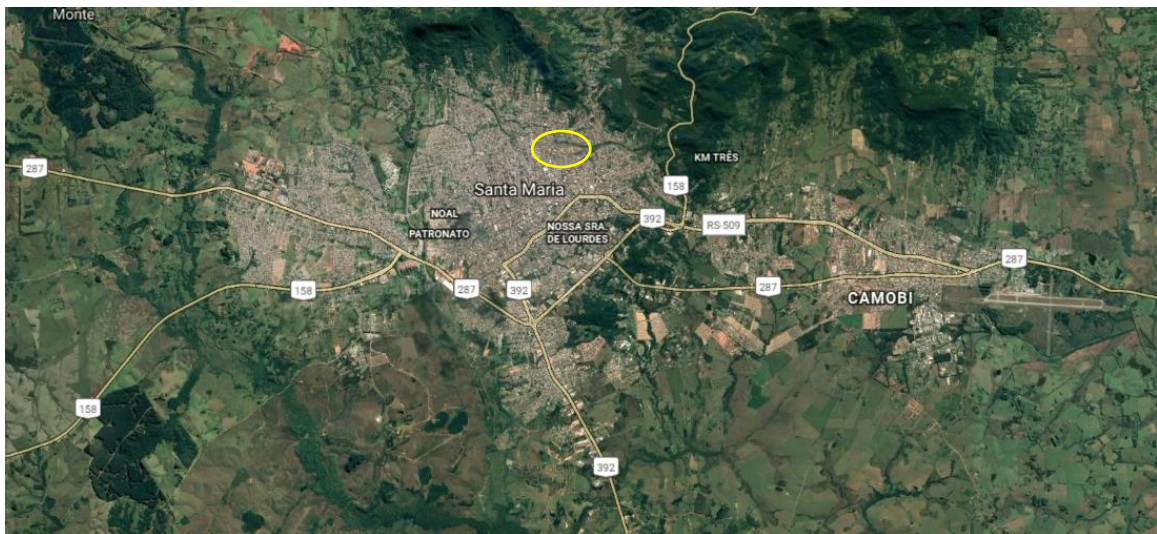 Monte
287
KM TRÊS
158
Santa Maria
NOAL
PATRONATO
392
RS-509
NOSSA SRA.
DE LOURDES
287
158
287
392
287
CAMOBI
158
392